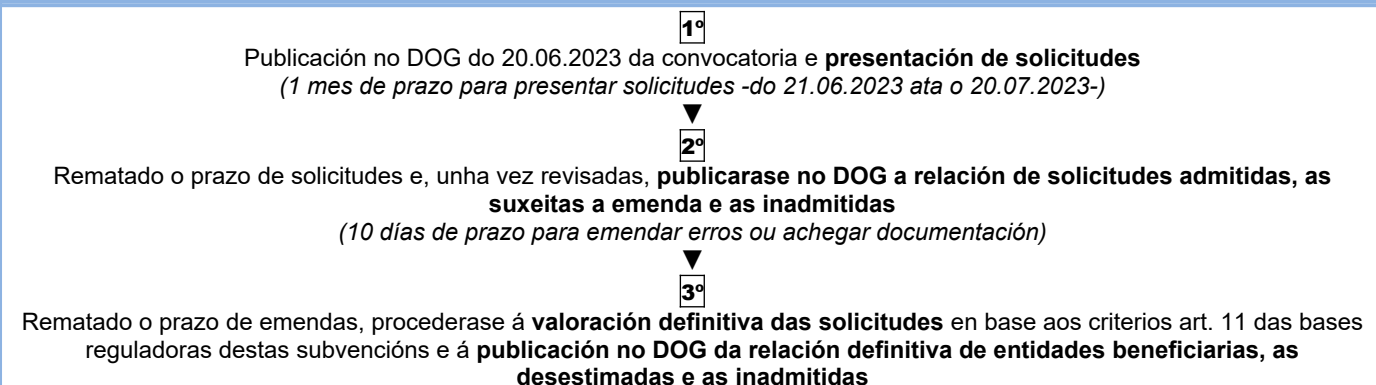 1º
Publicación no DOG do 20.06.2023 da convocatoria e presentación de solicitudes
(1 mes de prazo para presentar solicitudes -do 21.06.2023 ata o 20.07.2023-)
▼
2º
Rematado o prazo de solicitudes e, unha vez revisadas, publicarase no DOG a relación de solicitudes admitidas, as
suxeitas a emenda e as inadmitidas
(10 días de prazo para emendar erros ou achegar documentación)
▼
3º
Rematado o prazo de emendas, procederase á valoración definitiva das solicitudes en base aos criterios art. 11 das bases
reguladoras destas subvencións e á publicación no DOG da relación definitiva de entidades beneficiarias, as
desestimadas e as inadmitidas